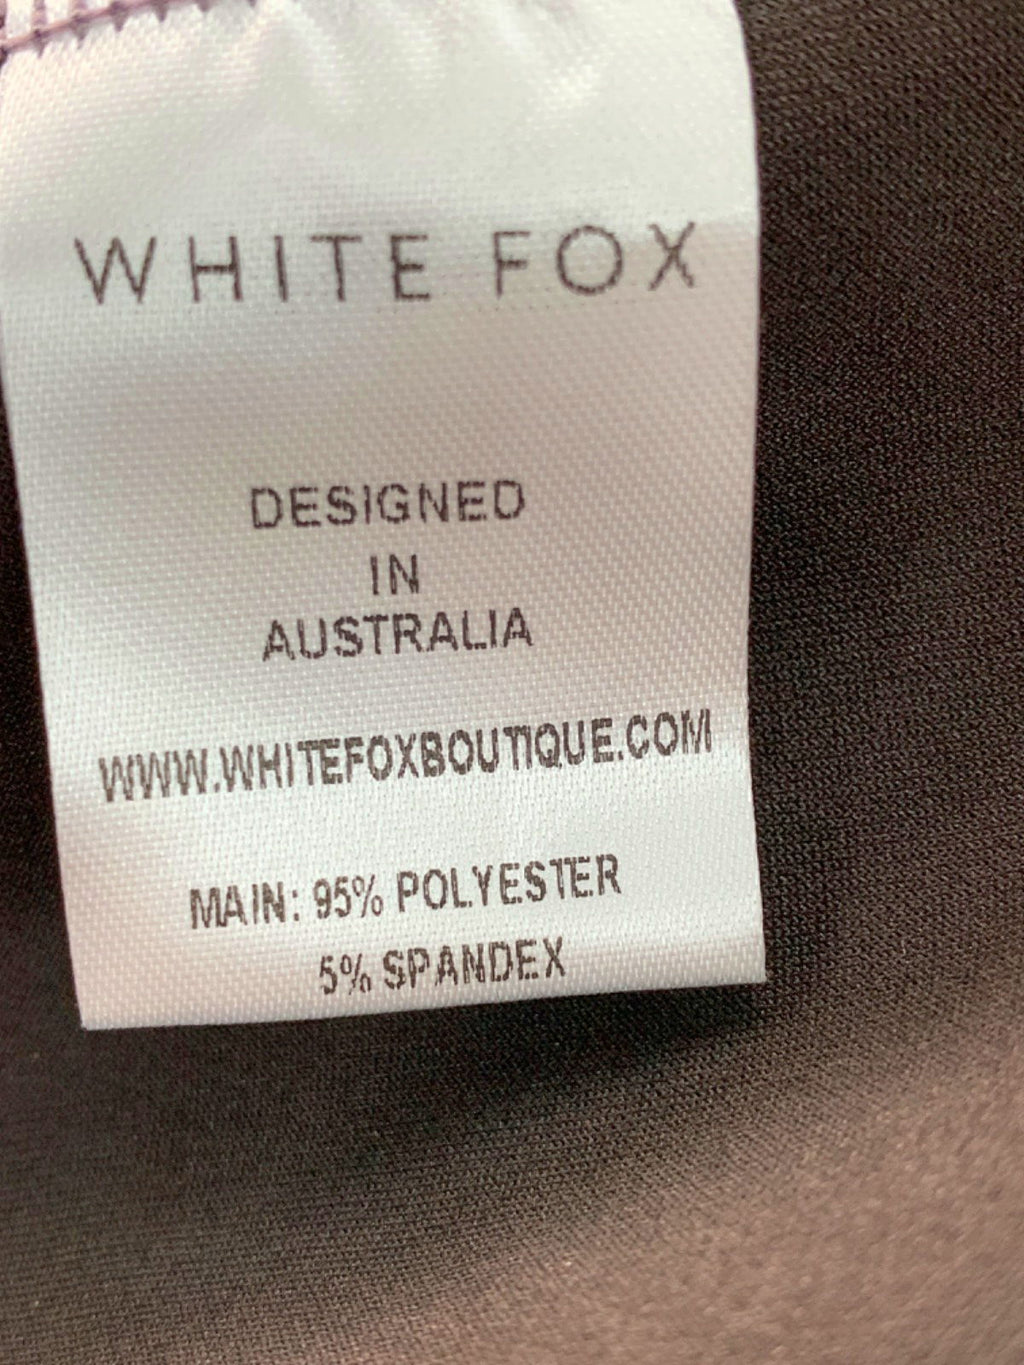 WHITE FOX
DESIGNED
IN
AUSTRALIA
WWW.WHITEFOXBOUTIQUE.COM
MAIN: 95% POLYESTER
5% SPANDEX